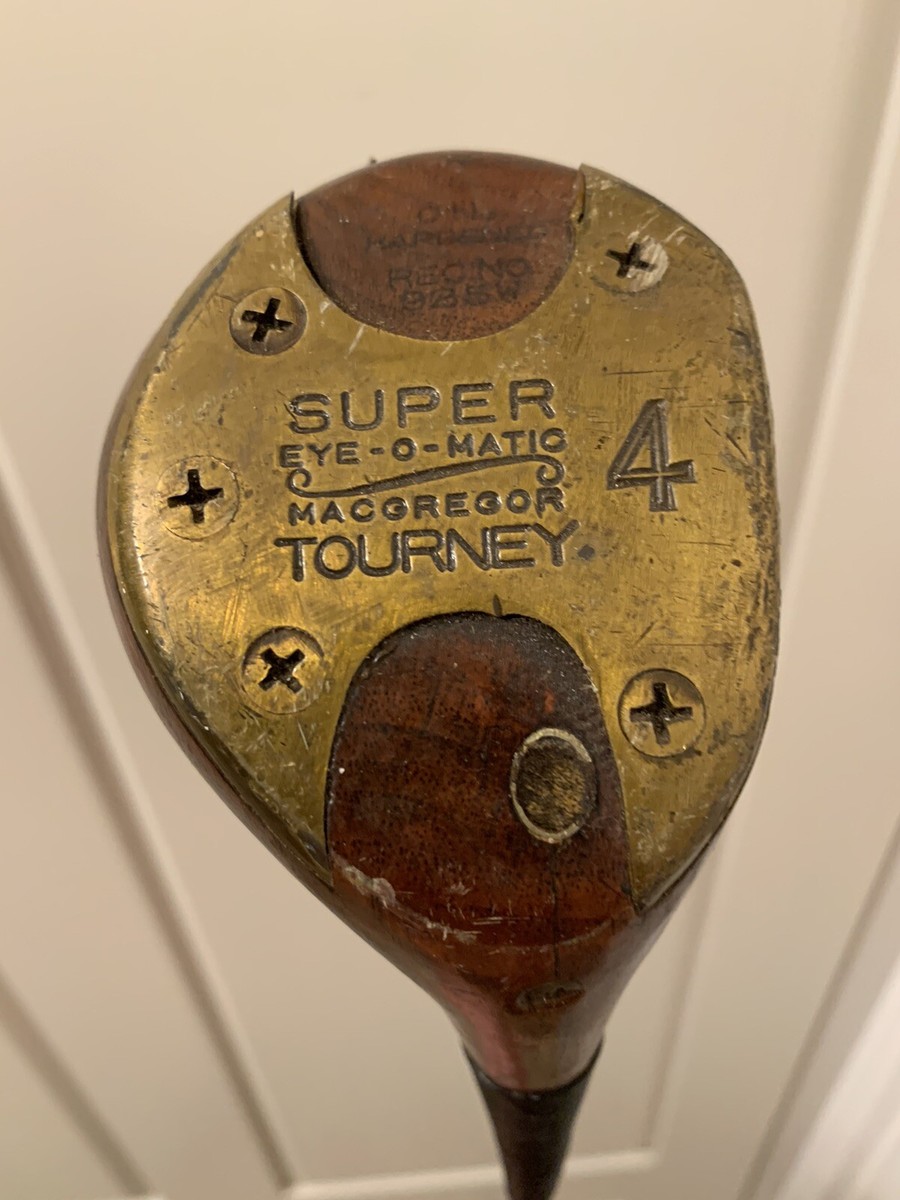 OIL
HARDENED
REG NO
SUPER
EYE-O-MATIC
MACGREGOR
TOURNEY
4